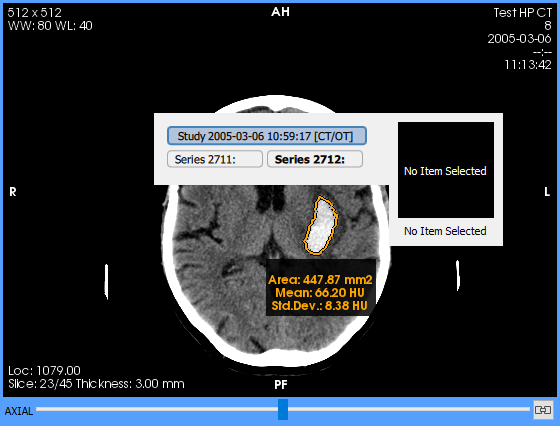 512 x 512
WW: 80 WL: 40
AH
Test HP CT
8
2005-03-06
--:--
11:13:42
Study 2005-03-06 10:59:17 [CT/OT]
Series 2711:
Series 2712:
No Item Selected
No Item Selected
R
L
Area: 447.87 mm2
Mean: 66.20 HU
Std.Dev.: 8.38 HU
Loc: 1079.00
Slice: 23/45 Thickness: 3.00 mm
PF
AXIAL